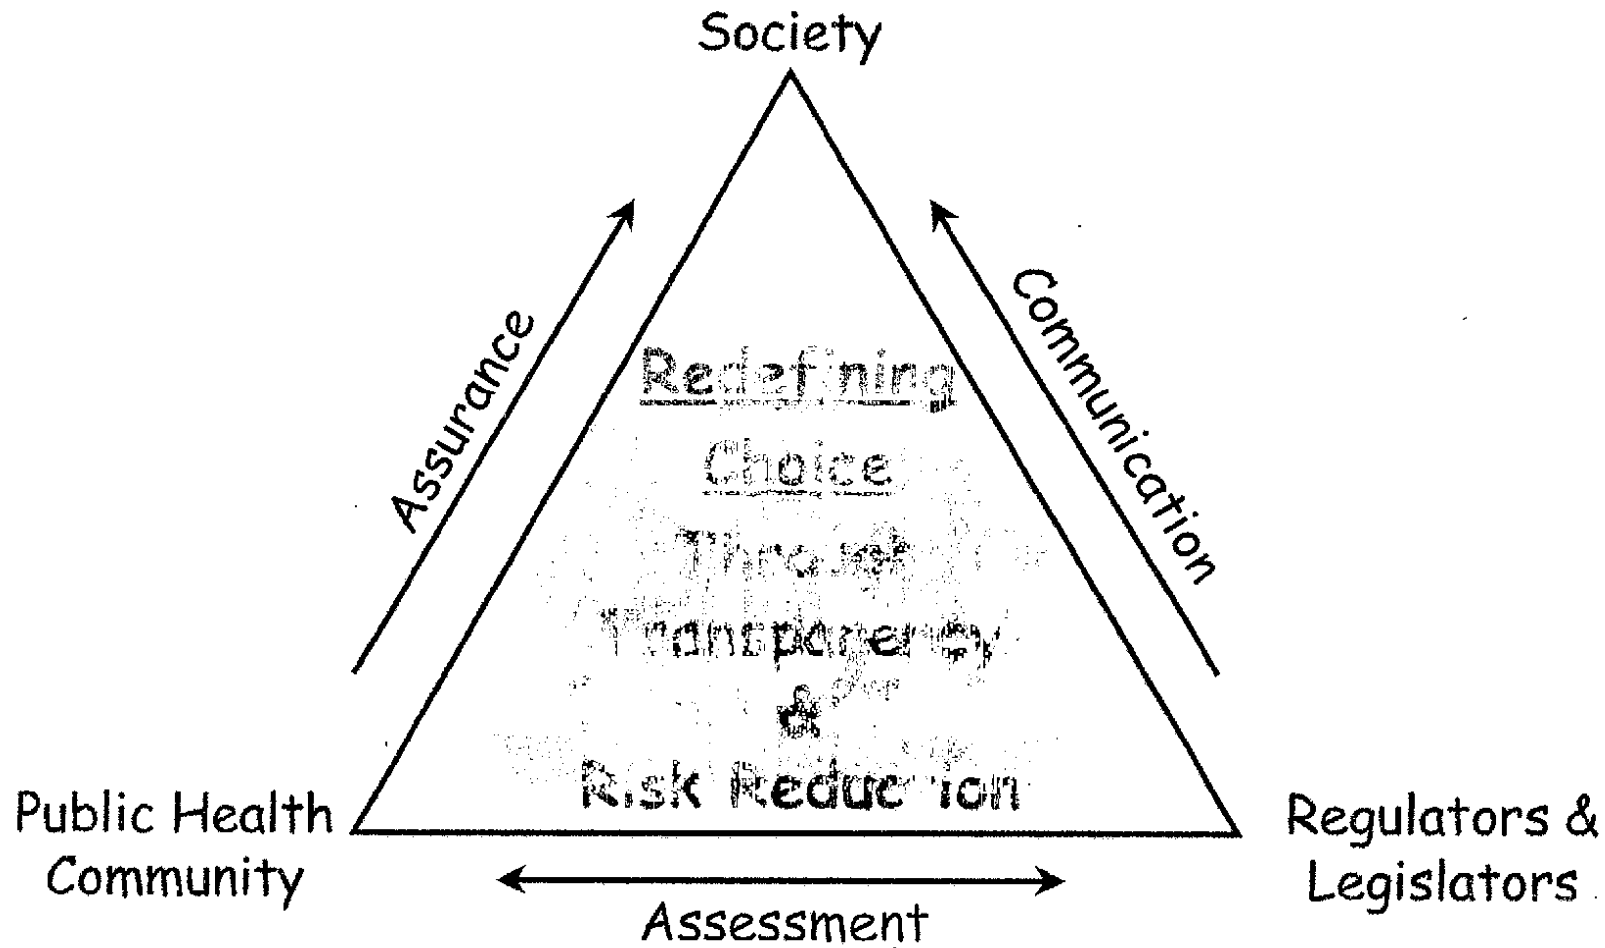 Society
Assurance
Communication
Redefining
Choice
Through
Transparency
&
Risk Reduction
Public Health
Community
Regulators &
Legislators
Assessment